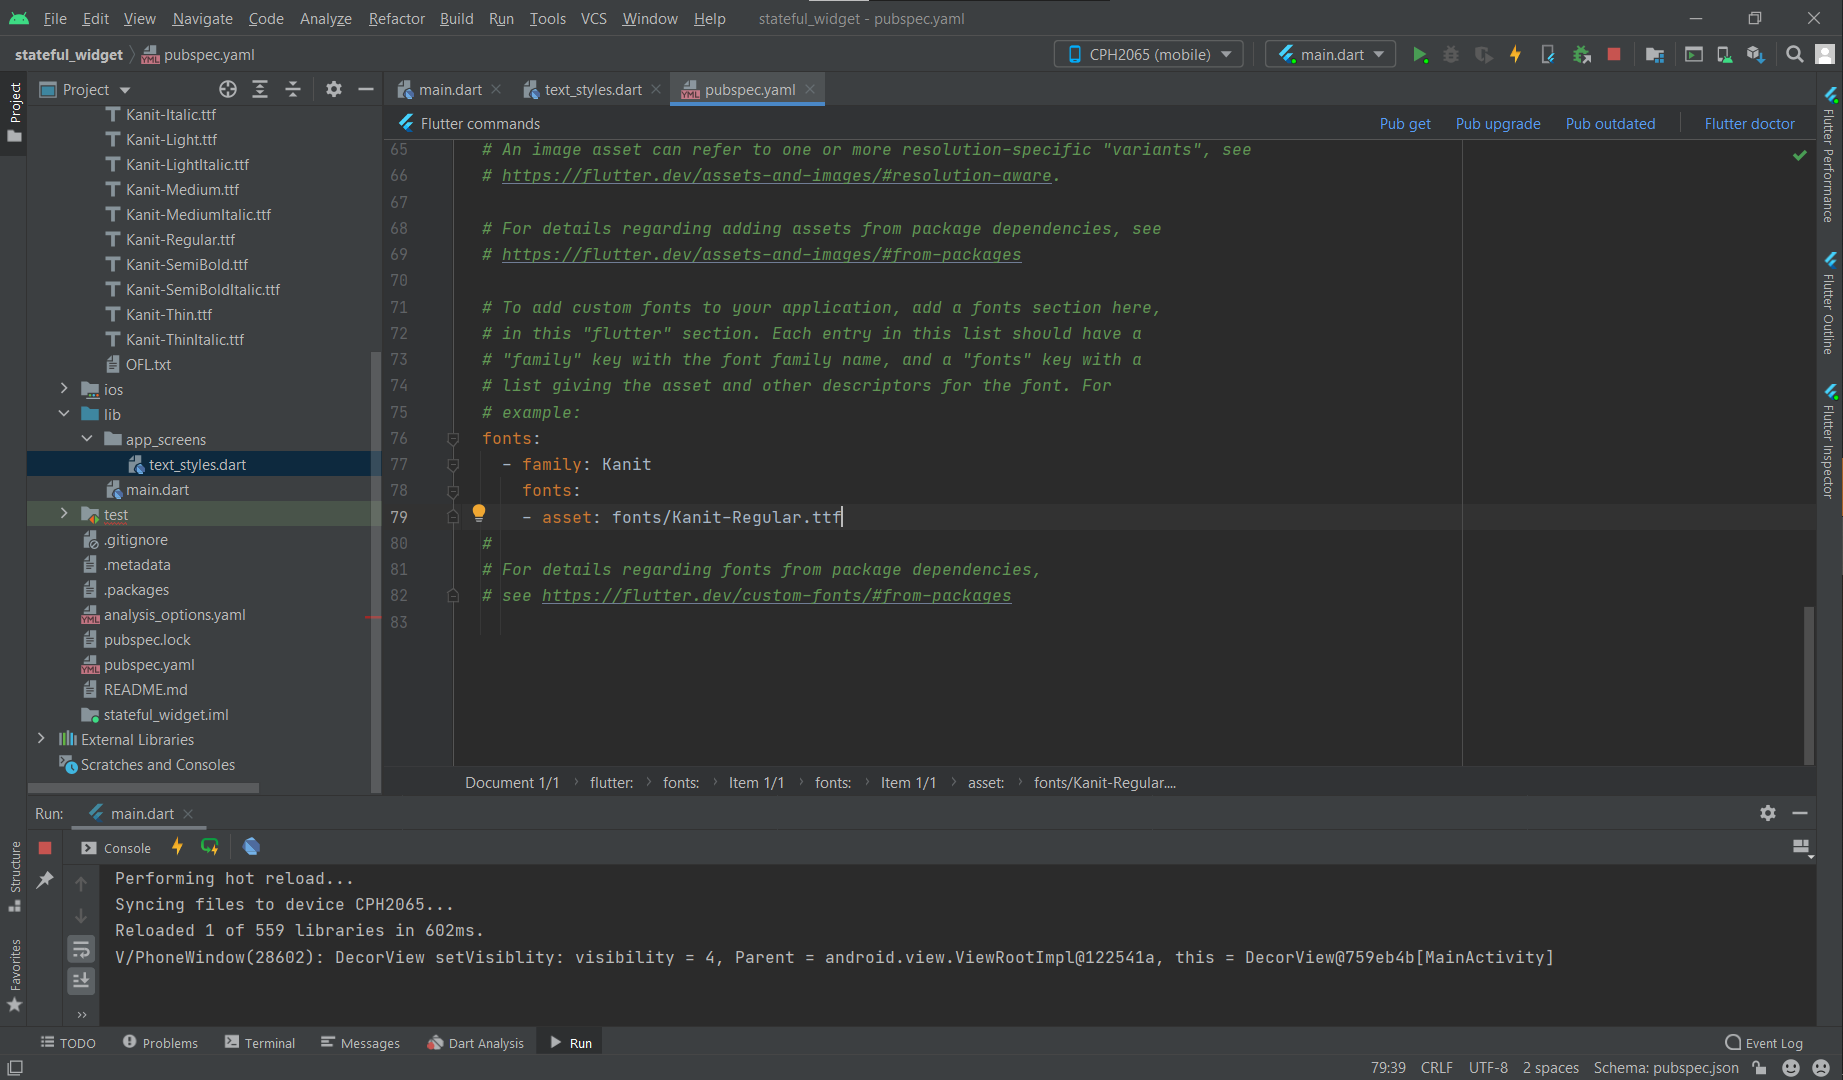 File Edit View Navigate Code Analyze Refactor Build Run Tools VCS Window Help stateful_widget - pubspec.yaml
stateful_widget pubspec.yaml CPH2065 (mobile) main.dart
Project main.dart text_styles.dart pubspec.yaml
Flutter commands Pub get Pub upgrade Pub outdated Flutter doctor
Project
Kanit-Italic.ttf
Kanit-Light.ttf
Kanit-LightItalic.ttf
Kanit-Medium.ttf
Kanit-MediumItalic.ttf
Kanit-Regular.ttf
Kanit-SemiBold.ttf
Kanit-SemiBoldItalic.ttf
Kanit-Thin.ttf
Kanit-ThinItalic.ttf
OFL.txt
ios
lib
app_screens
text_styles.dart
main.dart
test
.gitignore
.metadata
.packages
analysis_options.yaml
pubspec.lock
pubspec.yaml
README.md
stateful_widget.iml
External Libraries
Scratches and Consoles
65 # An image asset can refer to one or more resolution-specific "variants", see
66 # https://flutter.dev/assets-and-images/#resolution-aware.
67
68 # For details regarding adding assets from package dependencies, see
69 # https://flutter.dev/assets-and-images/#from-packages
70
71 # To add custom fonts to your application, add a fonts section here,
72 # in this "flutter" section. Each entry in this list should have a
73 # "family" key with the font family name, and a "fonts" key with a
74 # list giving the asset and other descriptors for the font. For
75 # example:
76 fonts:
77 - family: Kanit
78 fonts:
79 - asset: fonts/Kanit-Regular.ttf
80 #
81 # For details regarding fonts from package dependencies,
82 # see https://flutter.dev/custom-fonts/#from-packages
83
Document 1/1 flutter: fonts: Item 1/1 fonts: Item 1/1 asset: fonts/Kanit-Regular....
Flutter Performance
Flutter Outline
Flutter Inspector
Run: main.dart
Console
Structure
Favorites
Performing hot reload...
Syncing files to device CPH2065...
Reloaded 1 of 559 libraries in 602ms.
V/PhoneWindow(28602): DecorView setVisiblity: visibility = 4, Parent = android.view.ViewRootImpl@122541a, this = DecorView@759eb4b[MainActivity]
TODO Problems Terminal Messages Dart Analysis Run Event Log
79:39 CRLF UTF-8 2 spaces Schema: pubspec.json